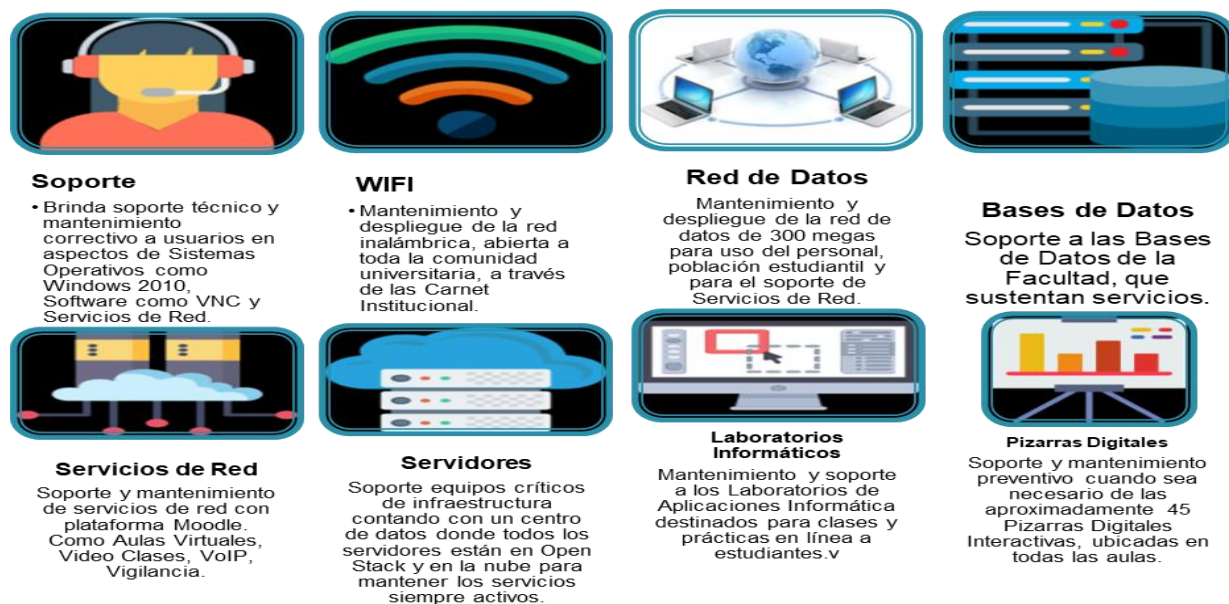 Soporte
• Brinda soporte técnico y
mantenimiento
correctivo a usuarios en
aspectos de Sistemas
Operativos como
Windows 2010,
Software como VNC y
Servicios de Red.
WIFI
• Mantenimiento y
despliegue de la red
inalámbrica, abierta a
toda la comunidad
universitaria, a través
de las Carnet
Institucional.
Red de Datos
Mantenimiento y
despliegue de la red de
datos de 300 megas
para uso del personal,
población estudiantil y
para el soporte de
Servicios de Red.
Bases de Datos
Soporte a las Bases
de Datos de la
Facultad, que
sustentan servicios.
Servicios de Red
Soporte y mantenimiento
de servicios de red con
plataforma Moodle.
Como Aulas Virtuales,
Video Clases, VoIP,
Vigilancia.
Servidores
Soporte equipos críticos
de infraestructura
contando con un centro
de datos donde todos los
servidores están en Open
Stack y en la nube para
mantener los servicios
siempre activos.
Laboratorios
Informáticos
Mantenimiento y soporte
a los Laboratorios de
Aplicaciones Informática
destinados para clases y
prácticas en línea a
estudiantes.v
Pizarras Digitales
Soporte y mantenimiento
preventivo cuando sea
necesario de las
aproximadamente 45
Pizarras Digitales
Interactivas, ubicadas en
todas las aulas.